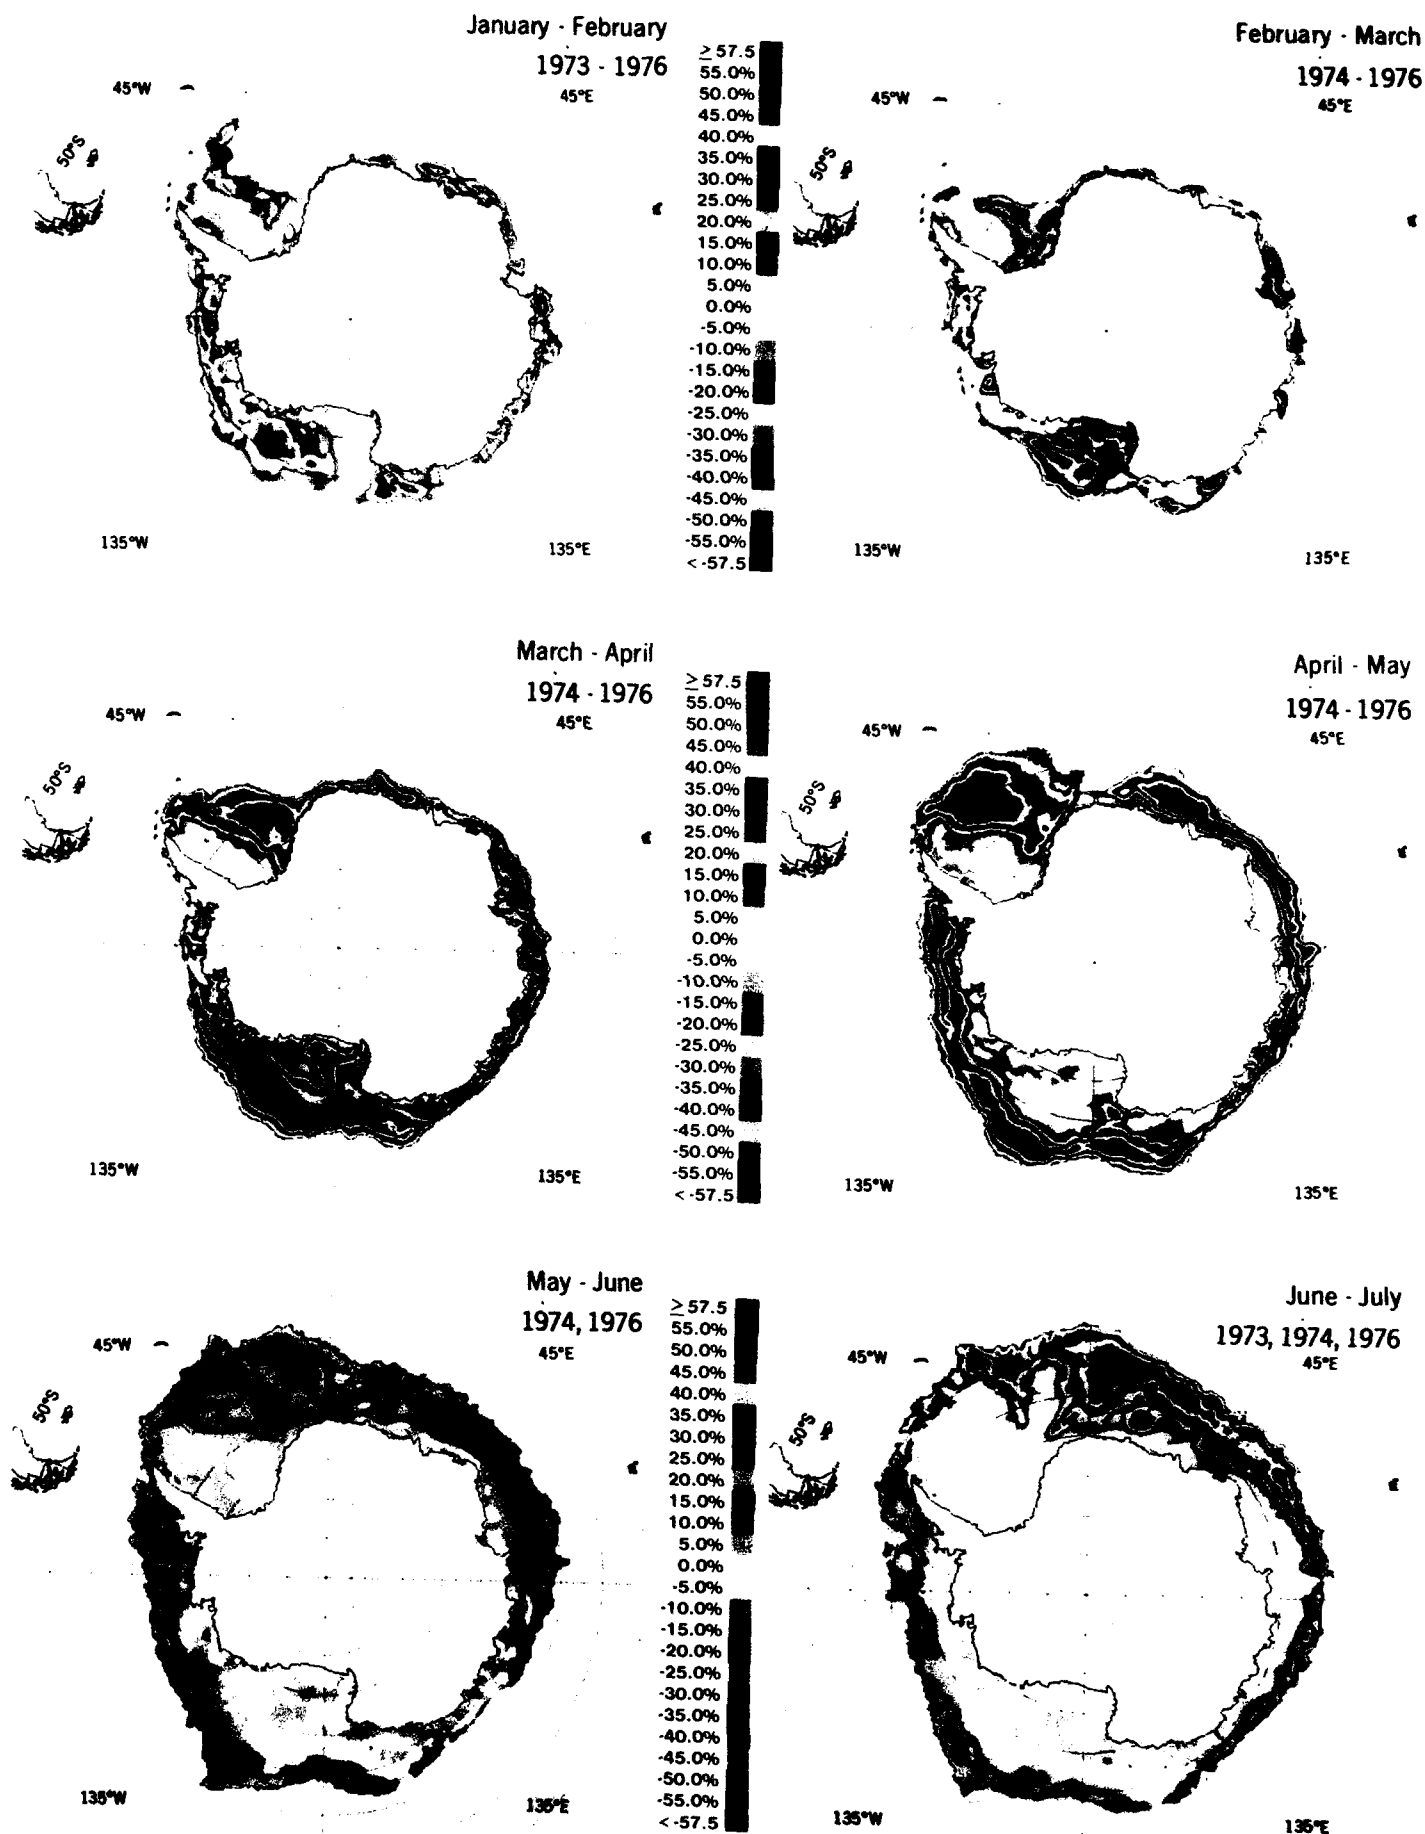 January - February
1973 - 1976
45°W
45°E
50°S
135°W
135°E
≥ 57.5
55.0%
50.0%
45.0%
40.0%
35.0%
30.0%
25.0%
20.0%
15.0%
10.0%
5.0%
0.0%
-5.0%
-10.0%
-15.0%
-20.0%
-25.0%
-30.0%
-35.0%
-40.0%
-45.0%
-50.0%
-55.0%
< -57.5
February - March
1974 - 1976
45°W
45°E
50°S
135°W
135°E
March - April
1974 - 1976
45°W
45°E
50°S
135°W
135°E
≥ 57.5
55.0%
50.0%
45.0%
40.0%
35.0%
30.0%
25.0%
20.0%
15.0%
10.0%
5.0%
0.0%
-5.0%
-10.0%
-15.0%
-20.0%
-25.0%
-30.0%
-35.0%
-40.0%
-45.0%
-50.0%
-55.0%
< -57.5
April - May
1974 - 1976
45°W
45°E
50°S
135°W
135°E
May - June
1974, 1976
45°W
45°E
50°S
135°W
135°E
≥ 57.5
55.0%
50.0%
45.0%
40.0%
35.0%
30.0%
25.0%
20.0%
15.0%
10.0%
5.0%
0.0%
-5.0%
-10.0%
-15.0%
-20.0%
-25.0%
-30.0%
-35.0%
-40.0%
-45.0%
-50.0%
-55.0%
< -57.5
June - July
1973, 1974, 1976
45°W
45°E
50°S
135°W
135°E